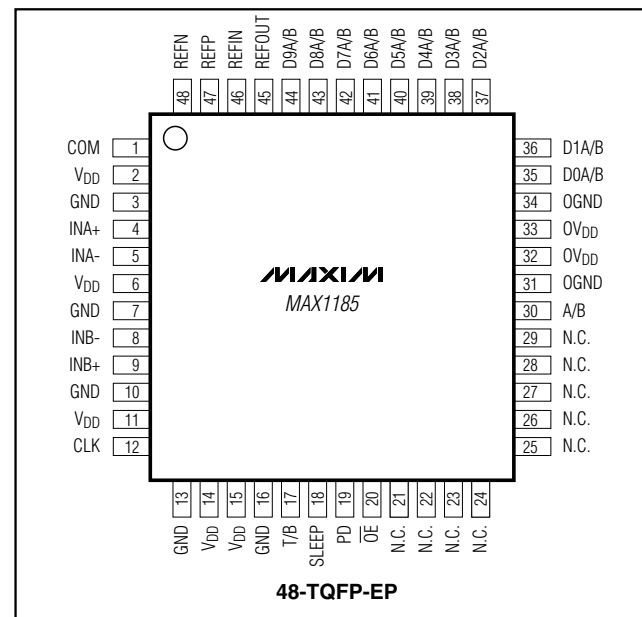 REFN REFP REFIN REFOUT D9A/B D8A/B D7A/B D6A/B D5A/B D4A/B D3A/B D2A/B
48 47 46 45 44 43 42 41 40 39 38 37
COM 1 36 D1A/B
VDD 2 35 D0A/B
GND 3 34 OGND
INA+ 4 33 OVDD
INA- 5 32 OVDD
VDD 6 31 OGND
MAXIM
MAX1185
GND 7 30 A/B
INB- 8 29 N.C.
INB+ 9 28 N.C.
GND 10 27 N.C.
VDD 11 26 N.C.
CLK 12 25 N.C.
13 14 15 16 17 18 19 20 21 22 23 24
GND VDD VDD GND T/B SLEEP PD O̅E̅ N.C. N.C. N.C. N.C.
48-TQFP-EP